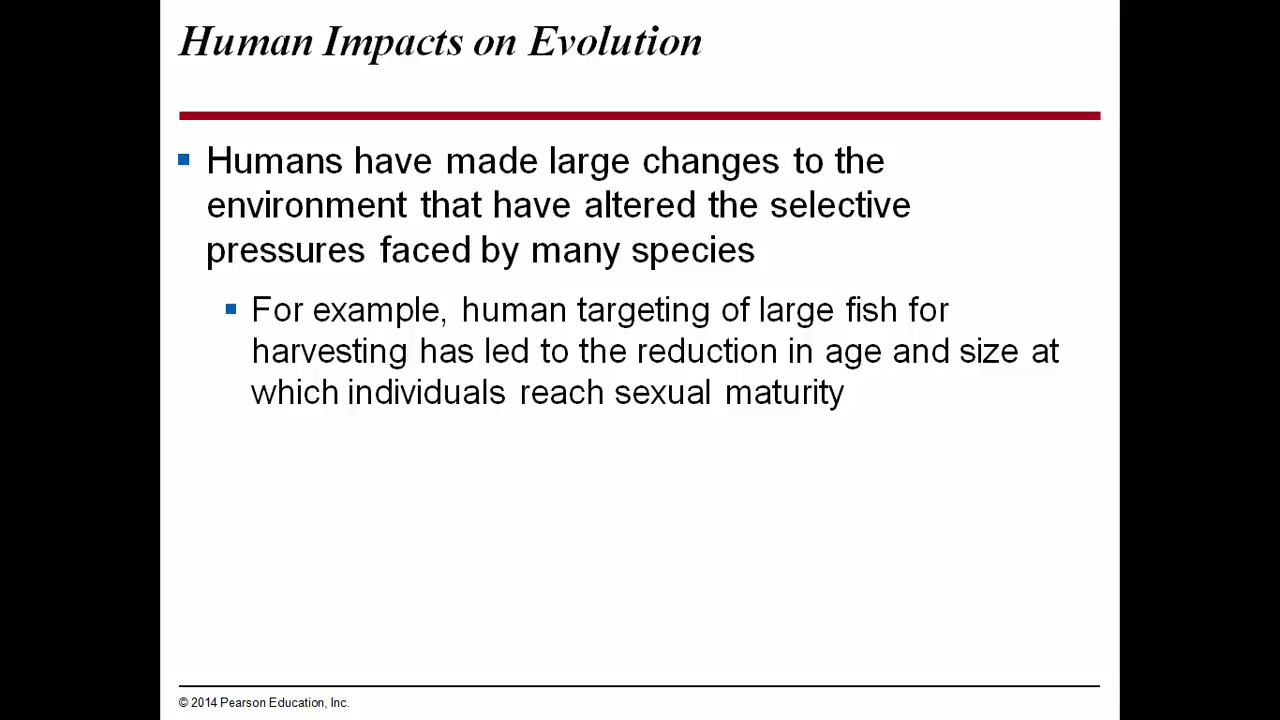 Human Impacts on Evolution
Humans have made large changes to the
environment that have altered the selective
pressures faced by many species
For example, human targeting of large fish for
harvesting has led to the reduction in age and size at
which individuals reach sexual maturity
© 2014 Pearson Education, Inc.